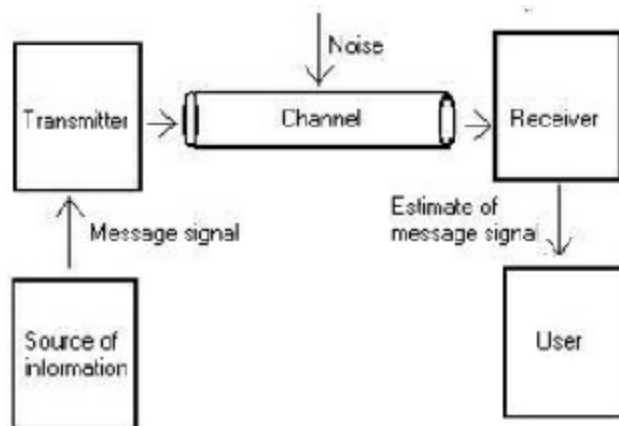 Noise
Transmitter
Channel
Receiver
Message signal
Estimate of
message signal
Source of
information
User